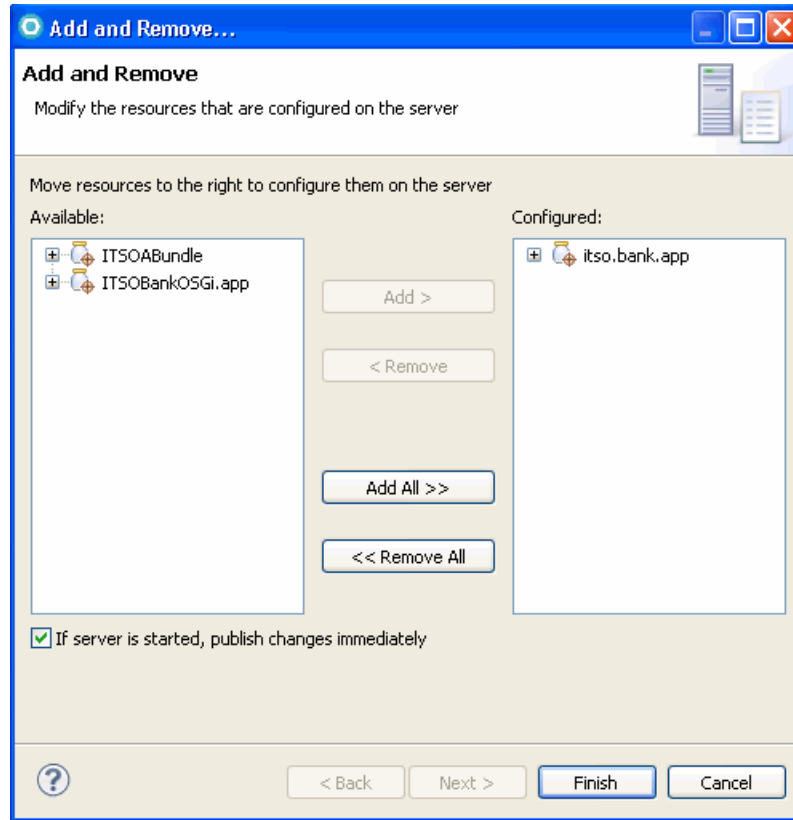 Add and Remove...
Add and Remove
Modify the resources that are configured on the server
Move resources to the right to configure them on the server
Available:
Configured:
ITSOABundle
ITSOBankOSGi.app
itso.bank.app
Add >
< Remove
Add All >>
<< Remove All
If server is started, publish changes immediately
?
< Back
Next >
Finish
Cancel